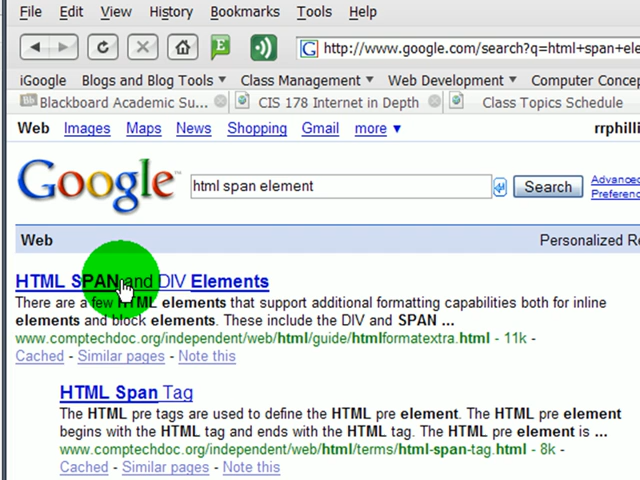 File Edit View History Bookmarks Tools Help
http://www.google.com/search?q=html+span+ele
iGoogle Blogs and Blog Tools Class Management Web Development Computer Concep
Blackboard Academic Su... CIS 178 Internet in Depth Class Topics Schedule
Web Images Maps News Shopping Gmail more ▼ rrphilli
Google™ html span element Search Advanced
Preference
Web Personalized Re
HTML SPAN and DIV Elements
There are a few HTML elements that support additional formatting capabilities both for inline
elements and block elements. These include the DIV and SPAN ...
www.comptechdoc.org/independent/web/html/guide/htmlformatextra.html - 11k -
Cached - Similar pages - Note this
HTML Span Tag
The HTML pre tags are used to define the HTML pre element. The HTML pre element
begins with the HTML tag and ends with the HTML tag. The HTML pre element is ...
www.comptechdoc.org/independent/web/html/terms/html-span-tag.html - 8k -
Cached - Similar pages - Note this